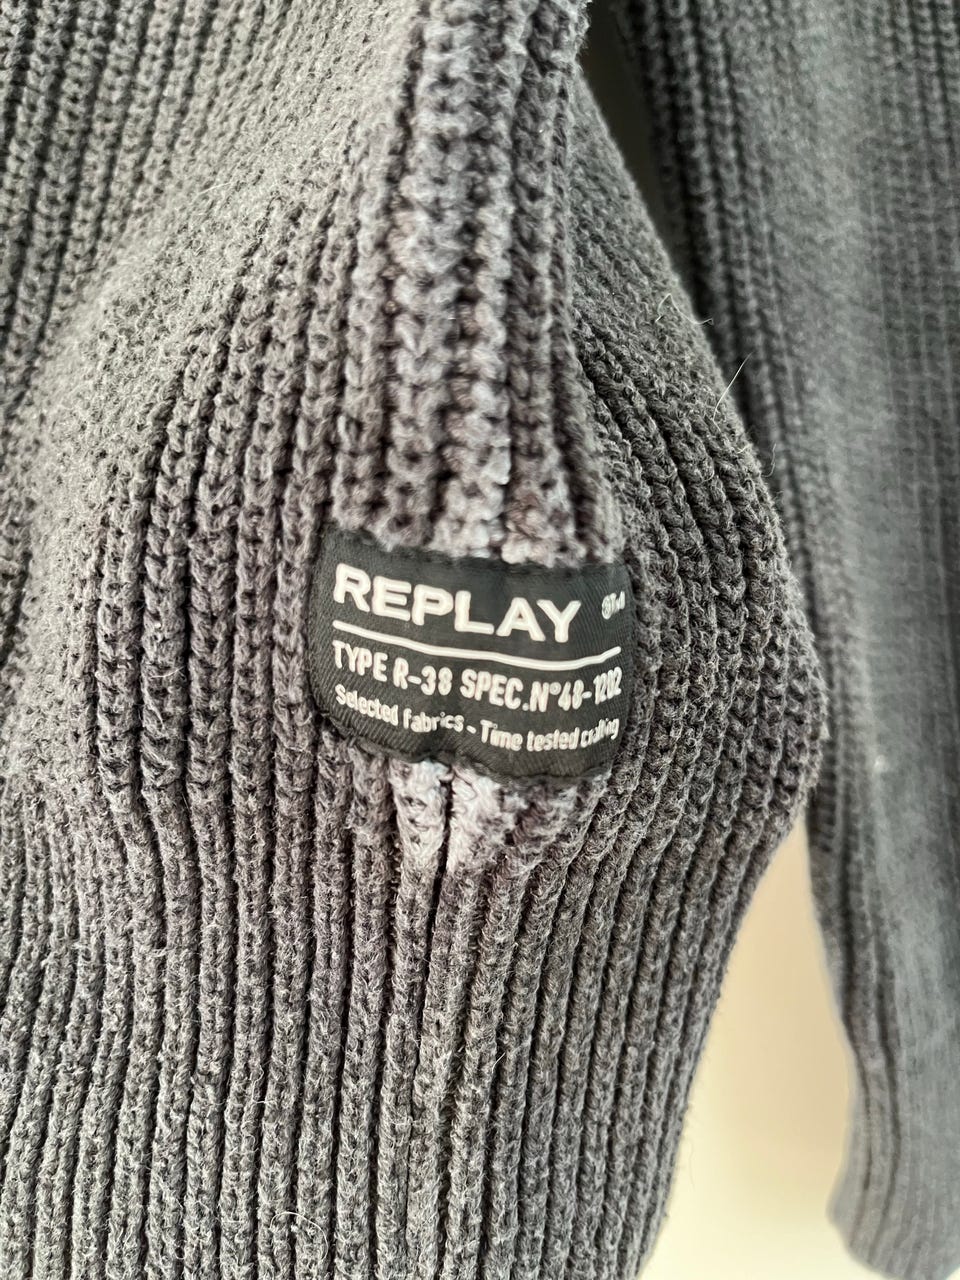 REPLAY
TYPE R-38 SPEC.N°48-1202
Selected fabrics - Time tested crafting